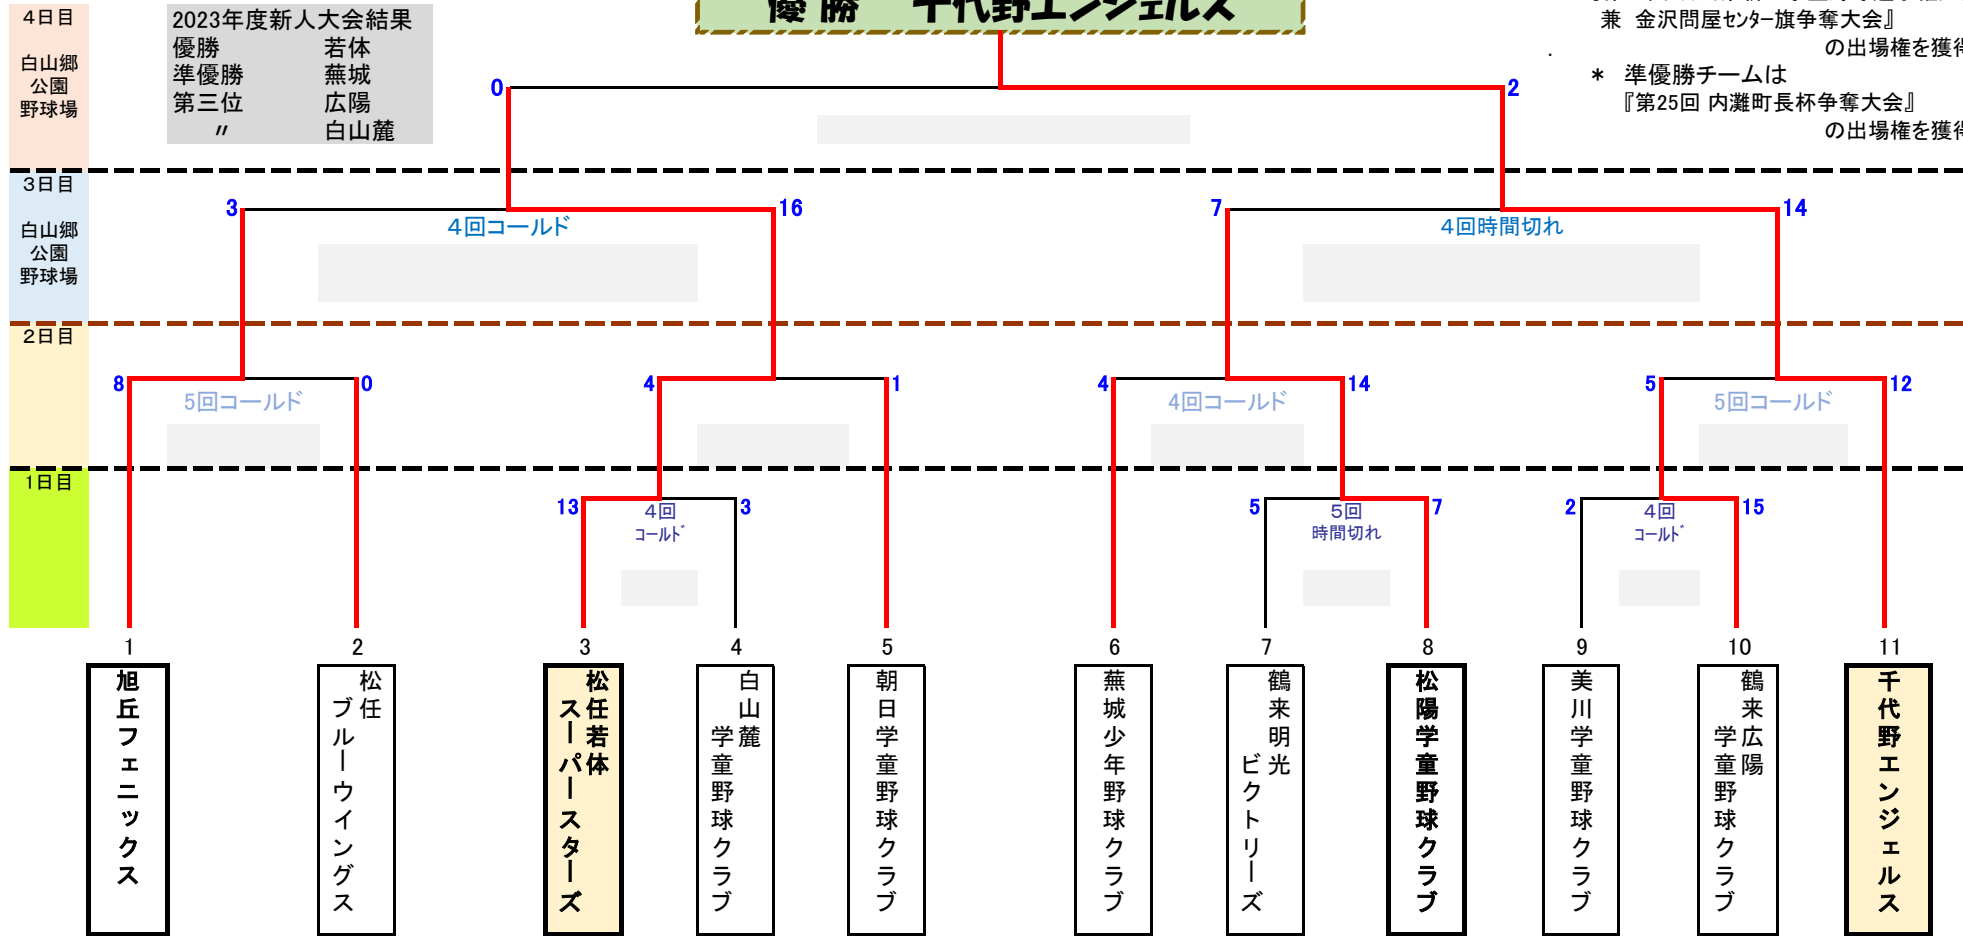 4日目
白山郷
公園
野球場
2023年度新人大会結果
優勝 若体
準優勝 蕪城
第三位 広陽
〃 白山麓
優 勝 千代野エンジェルス
兼 金沢問屋センター旗争奪大会』
の出場権を獲得
* 準優勝チームは
『第25回 内灘町長杯争奪大会』
の出場権を獲得
0 2
3日目
白山郷
公園
野球場
3 16
4回コールド
7 14
4回時間切れ
2日目
8 0
5回コールド
4 1
4 14
4回コールド
5 12
5回コールド
1日目
13 3
4回
コールド
5 7
5回
時間切れ
2 15
4回
コールド
1 2 3 4 5 6 7 8 9 10 11
旭丘フェニックス
松任
ブルーウイングス
松任若体
スーパースターズ
白山麓
学童野球クラブ
朝日学童野球クラブ
蕪城少年野球クラブ
鶴来明光
ビクトリーズ
松陽学童野球クラブ
美川学童野球クラブ
鶴来広陽
学童野球クラブ
千代野エンジェルス